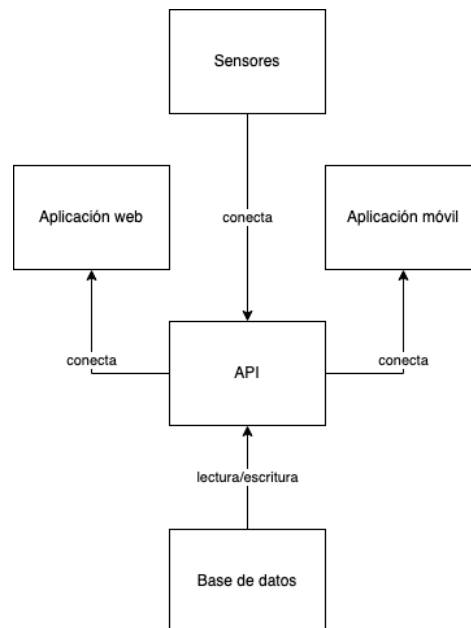 Sensores
Aplicación web
conecta
Aplicación móvil
conecta
API
conecta
lectura/escritura
Base de datos